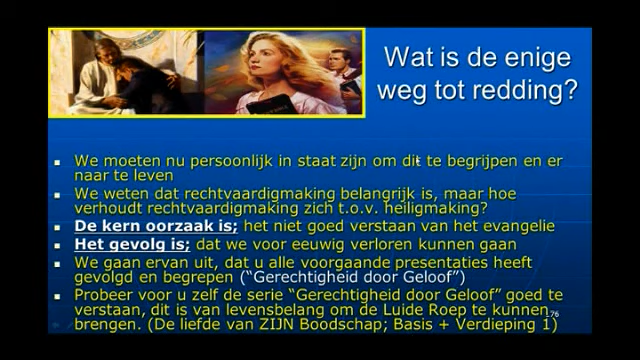 Wat is de enige
weg tot redding?
We moeten nu persoonlijk in staat zijn om dit te begrijpen en er
naar te leven
We weten dat rechtvaardigmaking belangrijk is, maar hoe
verhoudt rechtvaardigmaking zich t.o.v. heiligmaking?
De kern oorzaak is; het niet goed verstaan van het evangelie
Het gevolg is; dat we voor eeuwig verloren kunnen gaan
We gaan ervan uit, dat u alle voorgaande presentaties heeft
gevolgd en begrepen ("Gerechtigheid door Geloof")
Probeer voor u zelf de serie "Gerechtigheid door Geloof" goed te
verstaan, dit is van levensbelang om de Luide Roep te kunnen 76
brengen. (De liefde van ZIJN Boodschap; Basis + Verdieping 1)